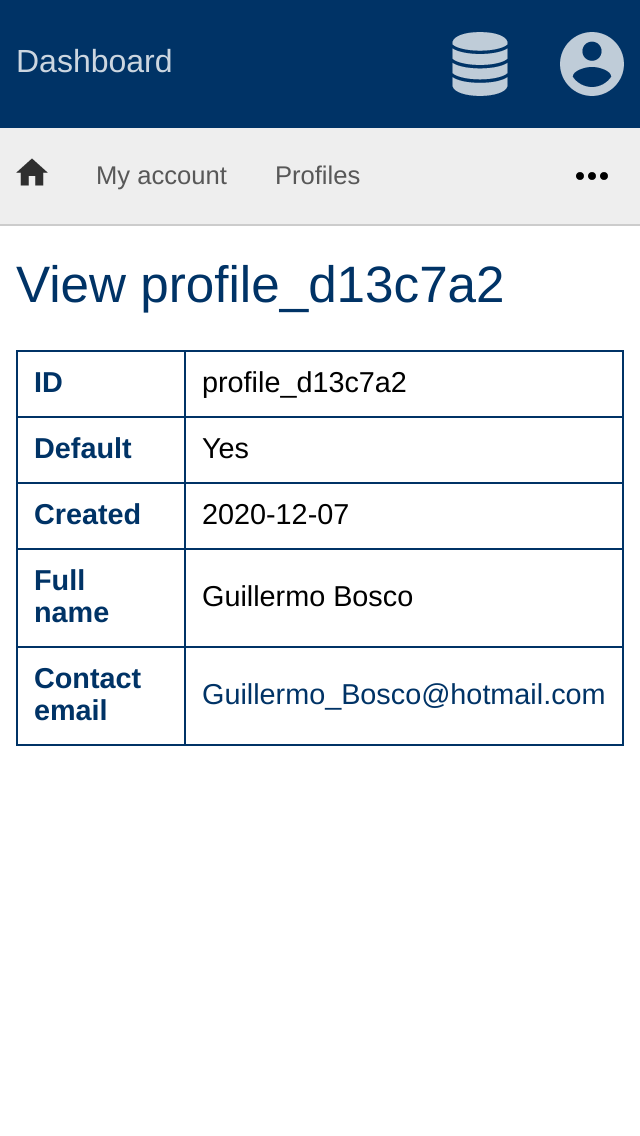 Dashboard
My account Profiles
View profile_d13c7a2
ID profile_d13c7a2
Default Yes
Created 2020-12-07
Full name Guillermo Bosco
Contact email Guillermo_Bosco@hotmail.com